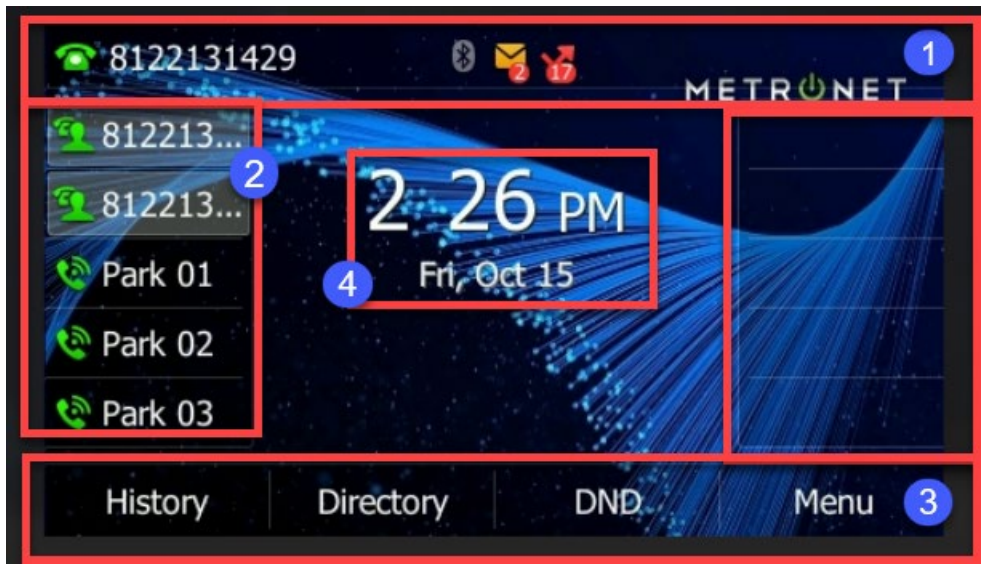 8122131429
2
17
1
METRONET
812213...
2
812213...
2 26 PM
4
Fri, Oct 15
Park 01
Park 02
Park 03
History Directory DND Menu 3